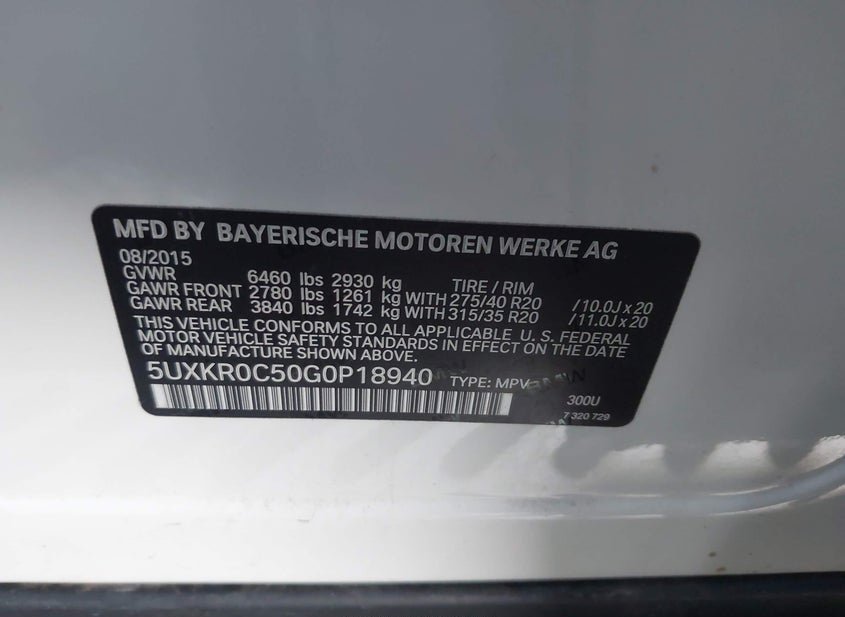 MFD BY BAYERISCHE MOTOREN WERKE AG
08/2015
GVWR 6460 lbs 2930 kg TIRE / RIM
GAWR FRONT 2780 lbs 1261 kg WITH 275/40 R20 /10.0J x 20
GAWR REAR 3840 lbs 1742 kg WITH 315/35 R20 /11.0J x 20
THIS VEHICLE CONFORMS TO ALL APPLICABLE U. S. FEDERAL
MOTOR VEHICLE SAFETY STANDARDS IN EFFECT ON THE DATE
OF MANUFACTURE SHOWN ABOVE.
5UXKR0C50G0P18940 TYPE: MPV
300U
7 320 729